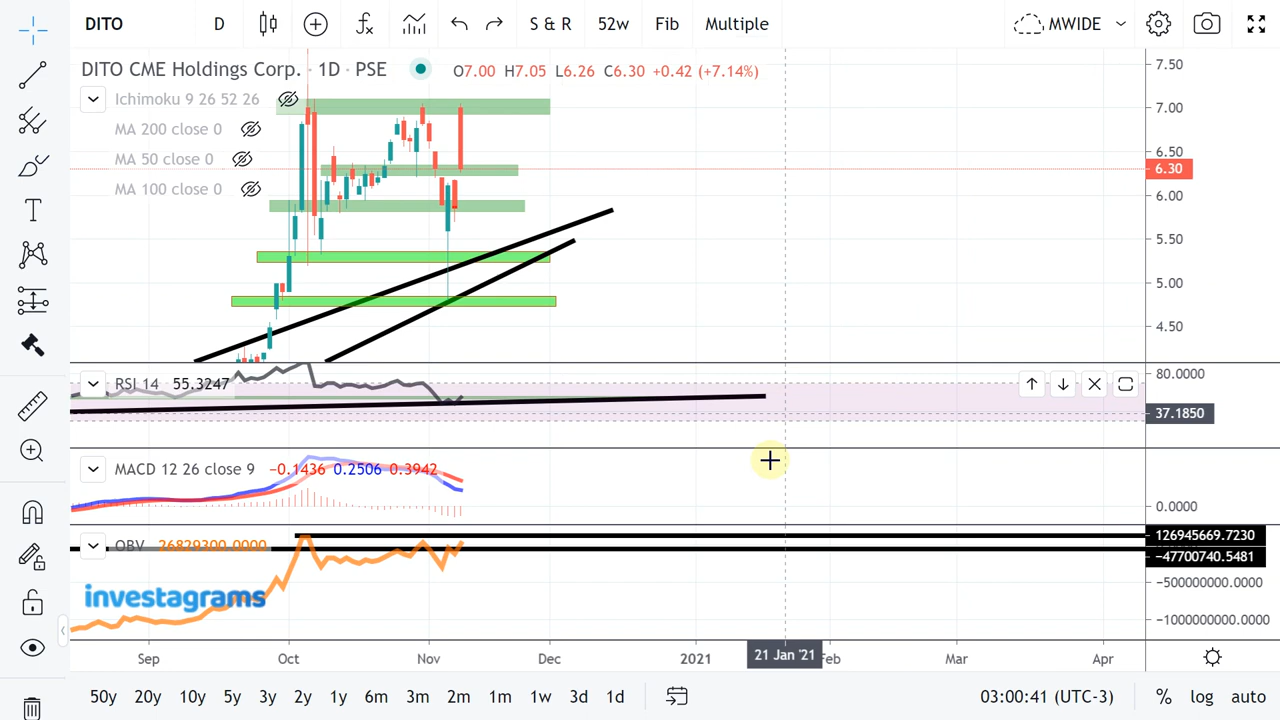 DITO D S & R 52w Fib Multiple MWIDE
DITO CME Holdings Corp. · 1D · PSE O7.00 H7.05 L6.26 C6.30 +0.42 (+7.14%)
Ichimoku 9 26 52 26
MA 200 close 0
MA 50 close 0
MA 100 close 0
7.50
7.00
6.50
6.30
6.00
5.50
5.00
4.50
RSI 14 55.3247
80.0000
37.1850
MACD 12 26 close 9 −0.1436 0.2506 0.3942
0.0000
OBV 26829300.0000
126945669.7230
−47700740.5481
−500000000.0000
−1000000000.0000
investagrams
Sep Oct Nov Dec 2021 21 Jan '21 Feb Mar Apr
50y 20y 10y 5y 3y 2y 1y 6m 3m 2m 1m 1w 3d 1d 03:00:41 (UTC-3) % log auto